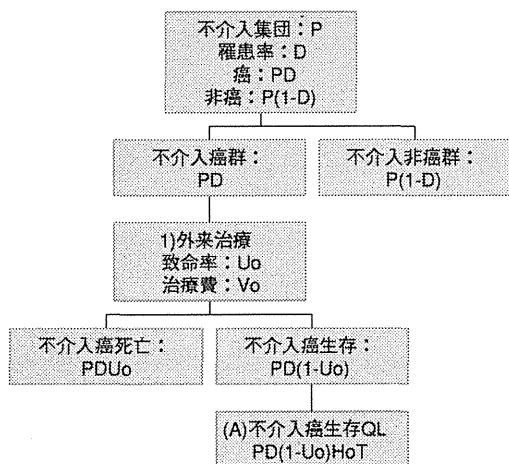 不介入集団：P
罹患率：D
癌：PD
非癌：P(1-D)
不介入癌群：
PD
不介入非癌群：
P(1-D)
1)外来治療
致命率：Uo
治療費：Vo
不介入癌死亡：
PDUo
不介入癌生存：
PD(1-Uo)
(A)不介入癌生存QL
PD(1-Uo)HoT